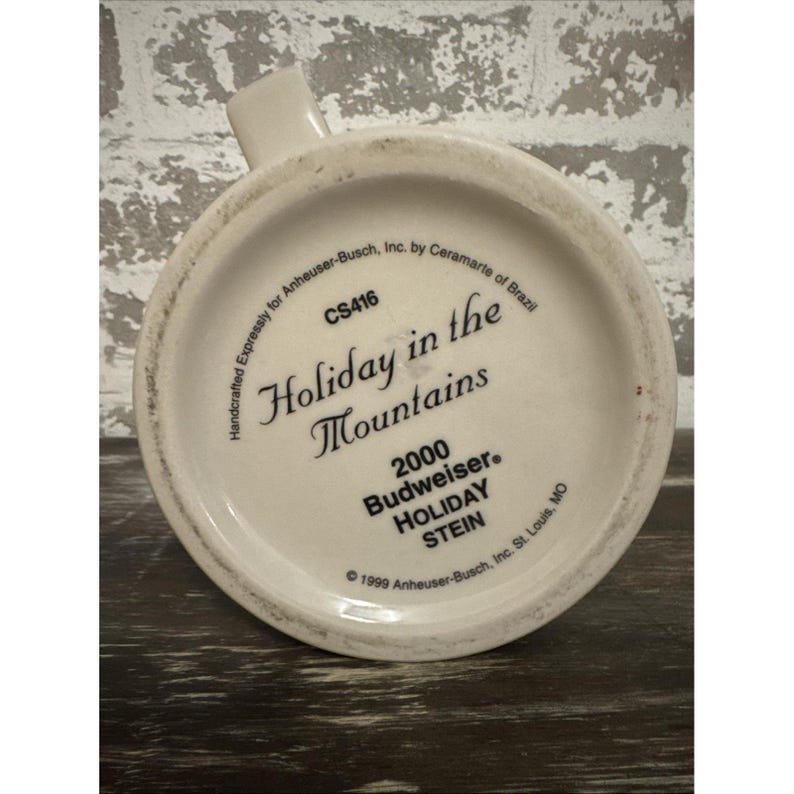 Handcrafted Expressly for Anheuser-Busch, Inc. by Ceramarte of Brazil
CS416
Holiday in the
Mountains
2000
Budweiser®
HOLIDAY
STEIN
© 1999 Anheuser-Busch, Inc. St. Louis, MO